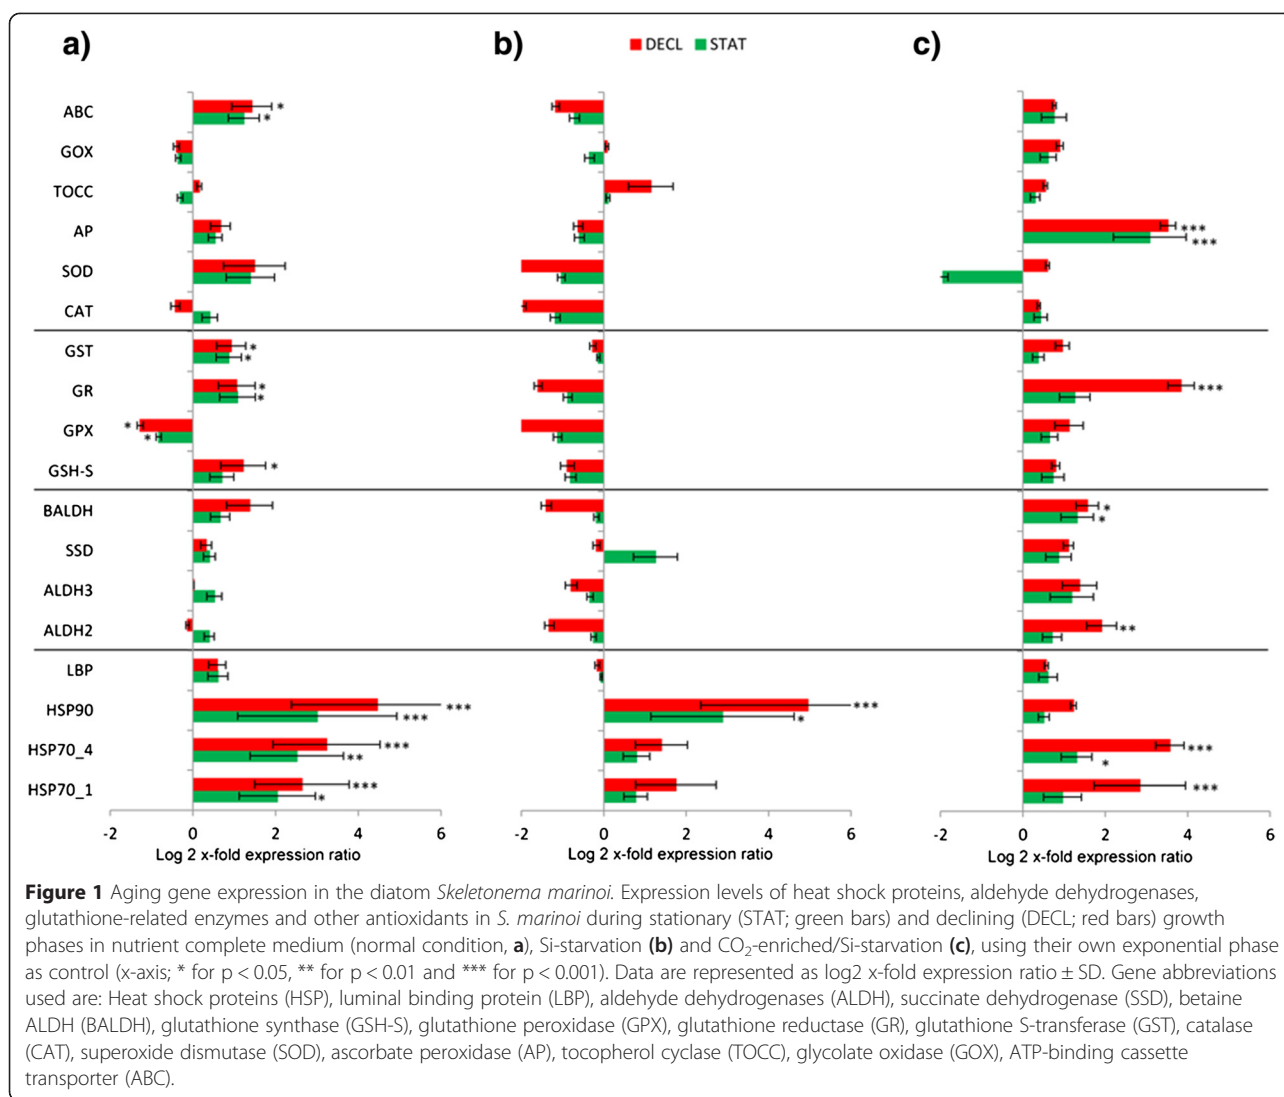 a) b) c)
DECL STAT
ABC
GOX
TOCC
AP
SOD
CAT
GST
GR
GPX
GSH-S
BALDH
SSD
ALDH3
ALDH2
LBP
HSP90
HSP70_4
HSP70_1
* * * * * * * * * * *** *** *** ** *** *
*** *
*** *** *** * * ** *** * ***
-2 0 2 4 6 -2 0 2 4 6 -2 0 2 4 6
Log 2 x-fold expression ratio Log 2 x-fold expression ratio Log 2 x-fold expression ratio
Figure 1 Aging gene expression in the diatom Skeletonema marinoi. Expression levels of heat shock proteins, aldehyde dehydrogenases,
glutathione-related enzymes and other antioxidants in S. marinoi during stationary (STAT; green bars) and declining (DECL; red bars) growth
phases in nutrient complete medium (normal condition, a), Si-starvation (b) and CO₂-enriched/Si-starvation (c), using their own exponential phase
as control (x-axis; * for p < 0.05, ** for p < 0.01 and *** for p < 0.001). Data are represented as log2 x-fold expression ratio ± SD. Gene abbreviations
used are: Heat shock proteins (HSP), luminal binding protein (LBP), aldehyde dehydrogenases (ALDH), succinate dehydrogenase (SSD), betaine
ALDH (BALDH), glutathione synthase (GSH-S), glutathione peroxidase (GPX), glutathione reductase (GR), glutathione S-transferase (GST), catalase
(CAT), superoxide dismutase (SOD), ascorbate peroxidase (AP), tocopherol cyclase (TOCC), glycolate oxidase (GOX), ATP-binding cassette
transporter (ABC).